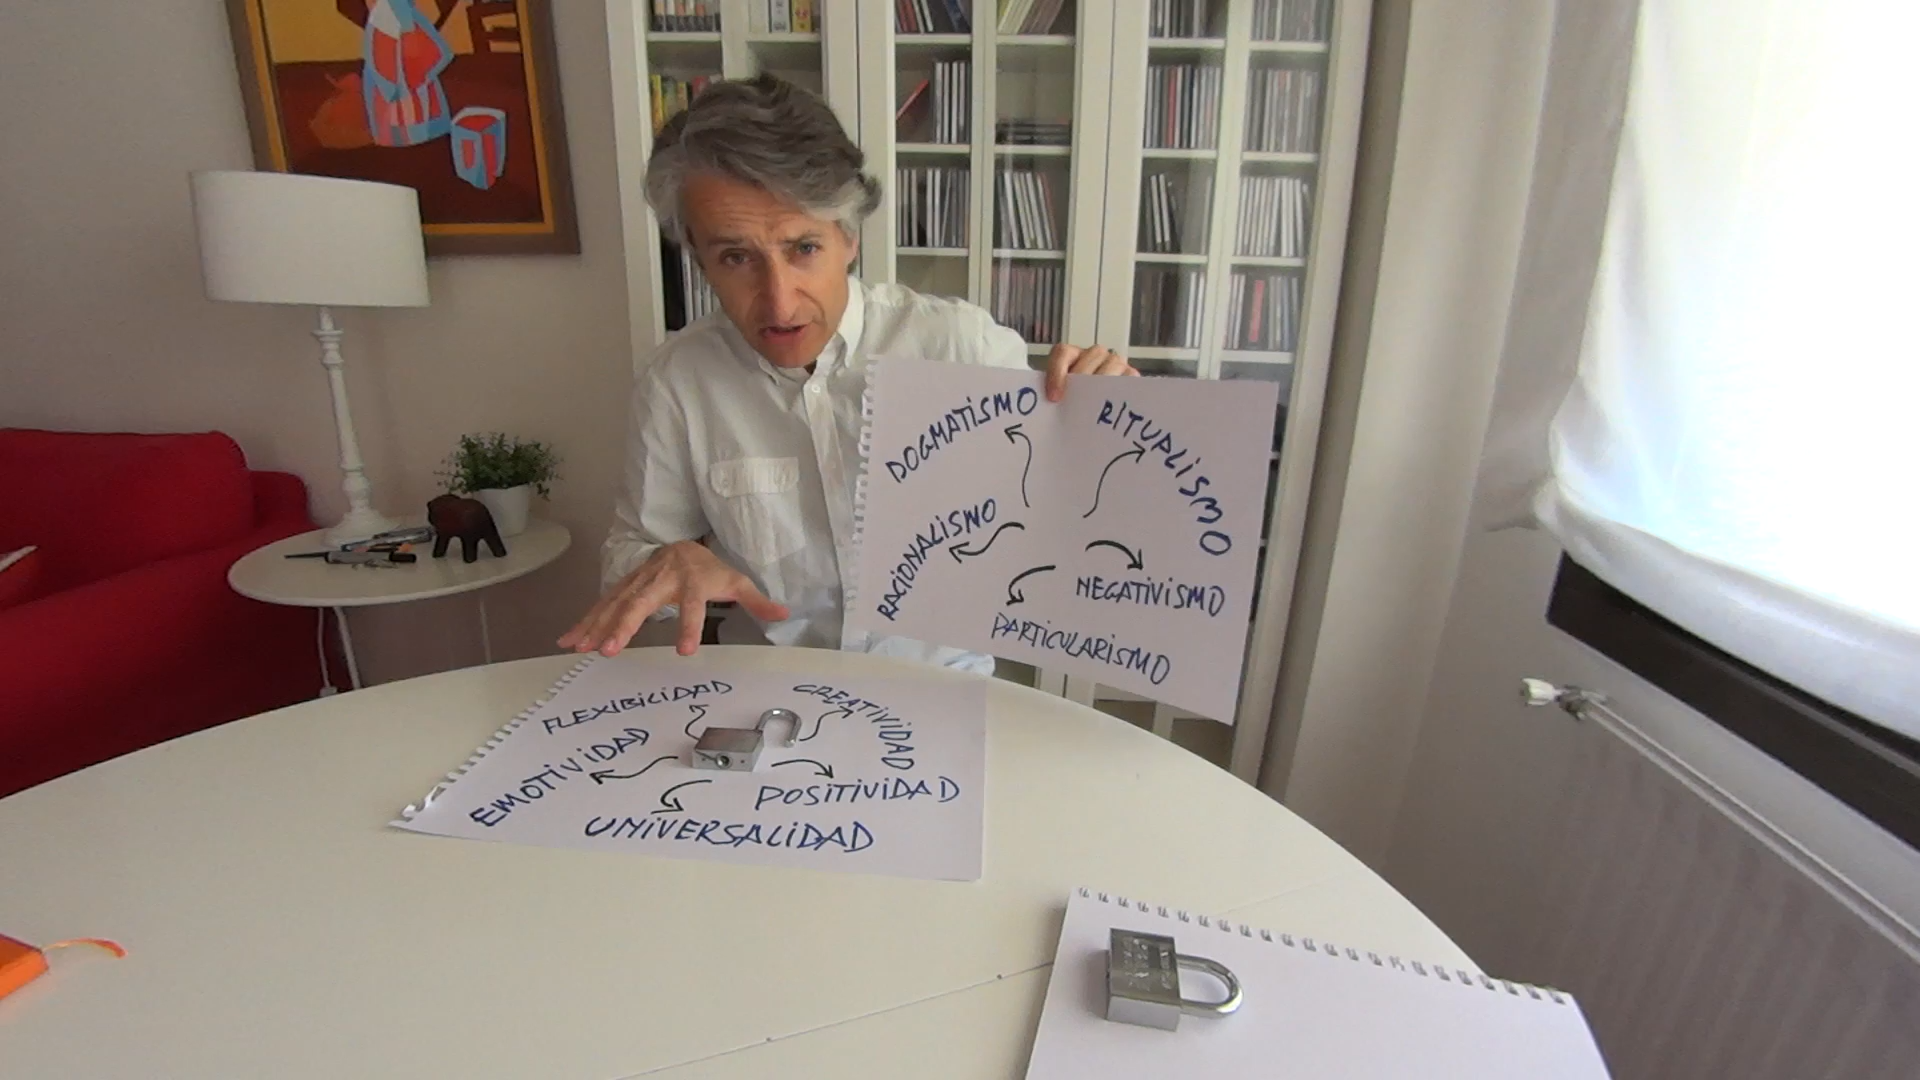 DOGMATISMO
RITUALISMO
RACIONALISMO
NEGATIVISMO
PARTICULARISMO
FLEXIBILIDAD
CREATIVIDAD
EMOTIVIDAD
POSITIVIDAD
UNIVERSALIDAD